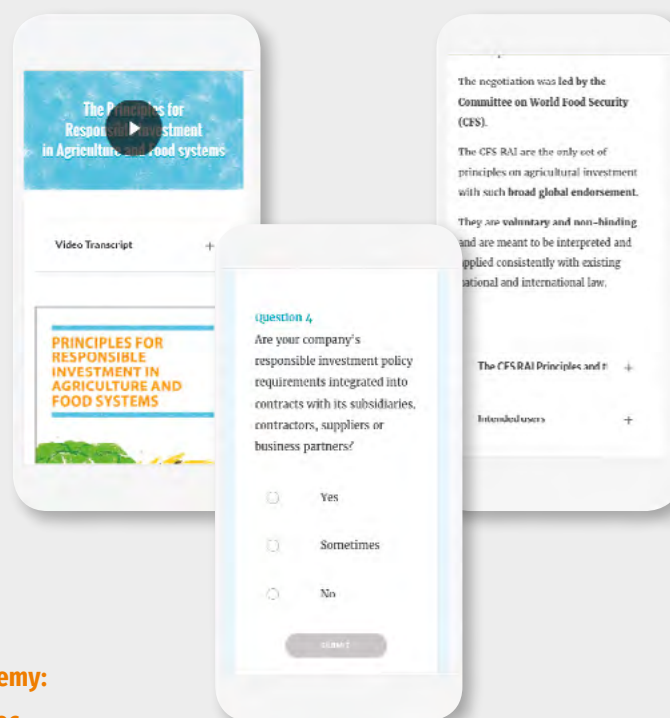 The Principles for
Responsible Investment
in Agriculture and Food systems
Video Transcript +
PRINCIPLES FOR
RESPONSIBLE
INVESTMENT IN
AGRICULTURE AND
FOOD SYSTEMS
Question 4
Are your company's
responsible investment policy
requirements integrated into
contracts with its subsidiaries,
contractors, suppliers or
business partners?
Yes
Sometimes
No
SUBMIT
The negotiation was led by the
Committee on World Food Security
(CFS).
The CFS RAI are the only set of
principles on agricultural investment
with such broad global endorsement.
They are voluntary and non-binding
and are meant to be interpreted and
applied consistently with existing
national and international law.
The CFS RAI Principles and +
Intended users +
emy: